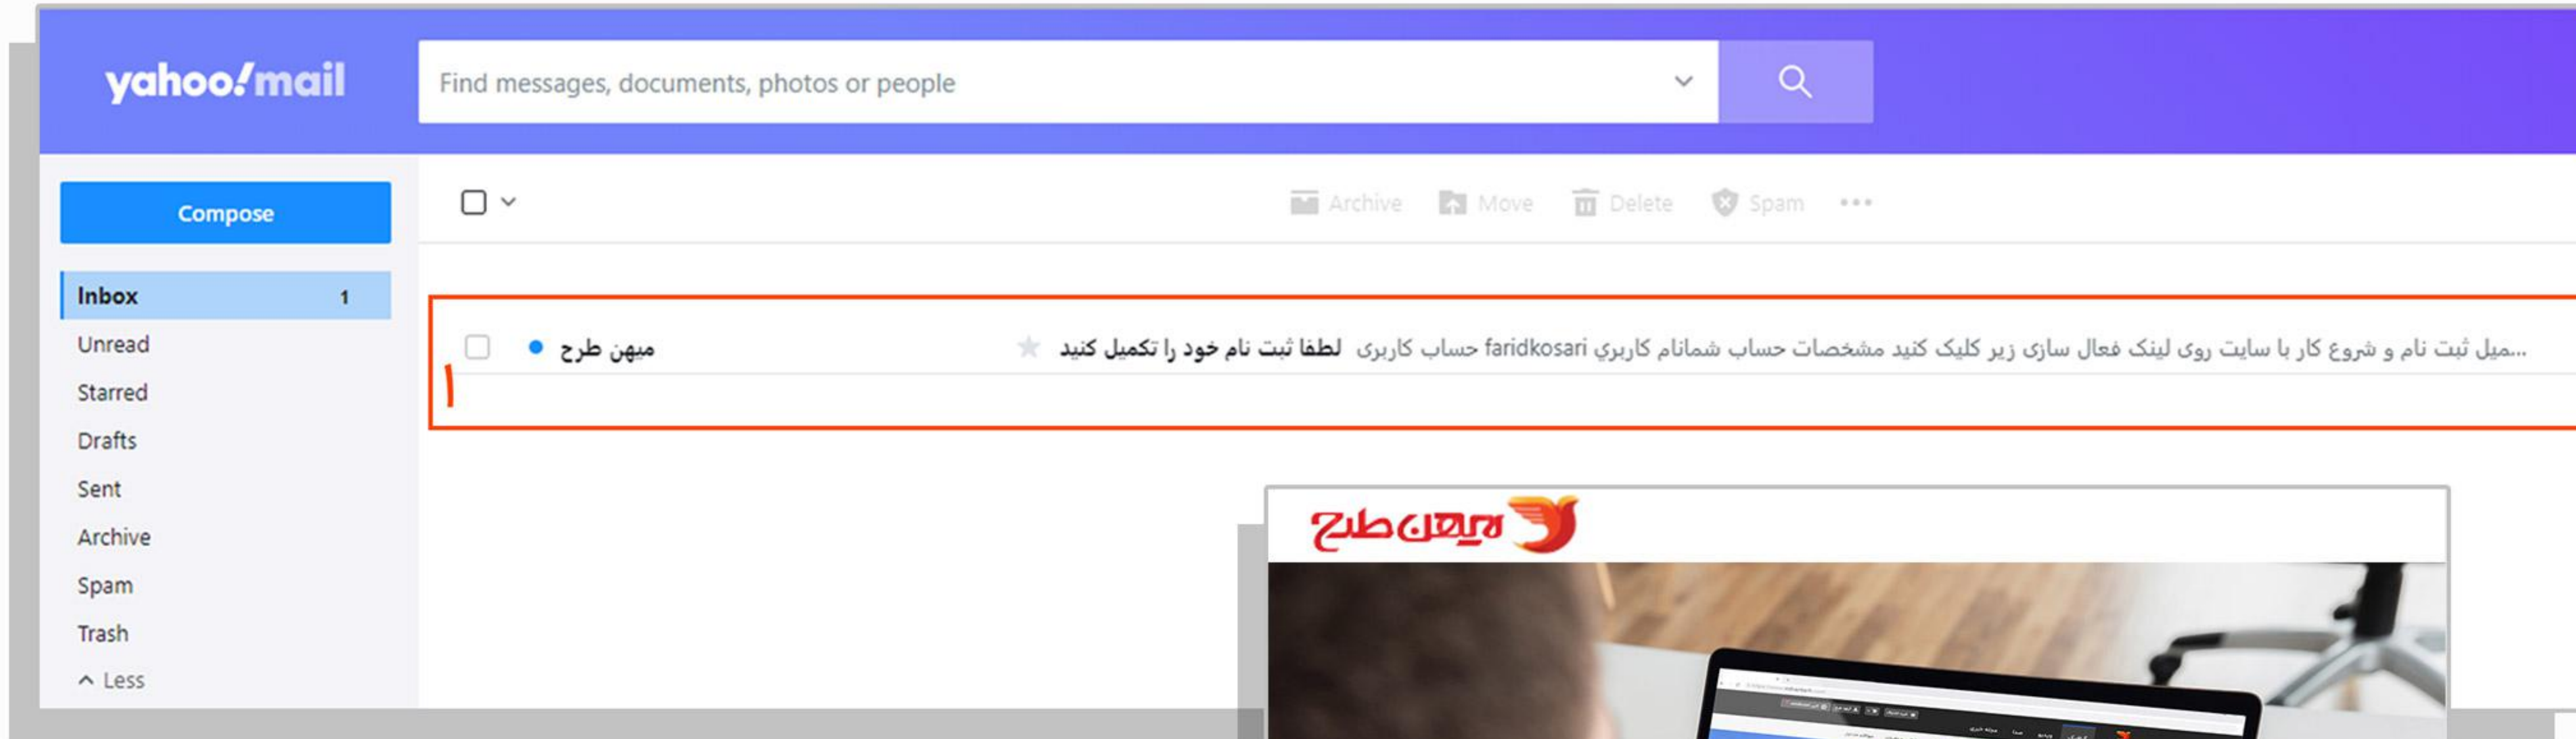 yahoo!mail
Find messages, documents, photos or people
Compose
Archive
Move
Delete
Spam
Inbox 1
Unread
Starred
Drafts
Sent
Archive
Spam
Trash
Less
میهن طرح
لطفا ثبت نام خود را تکمیل کنید
حساب کاربری faridkosari میل ثبت نام و شروع کار با سایت روی لینک فعال سازی زیر کلیک کنید مشخصات حساب شمانام کاربري...
۱
میهن طرح